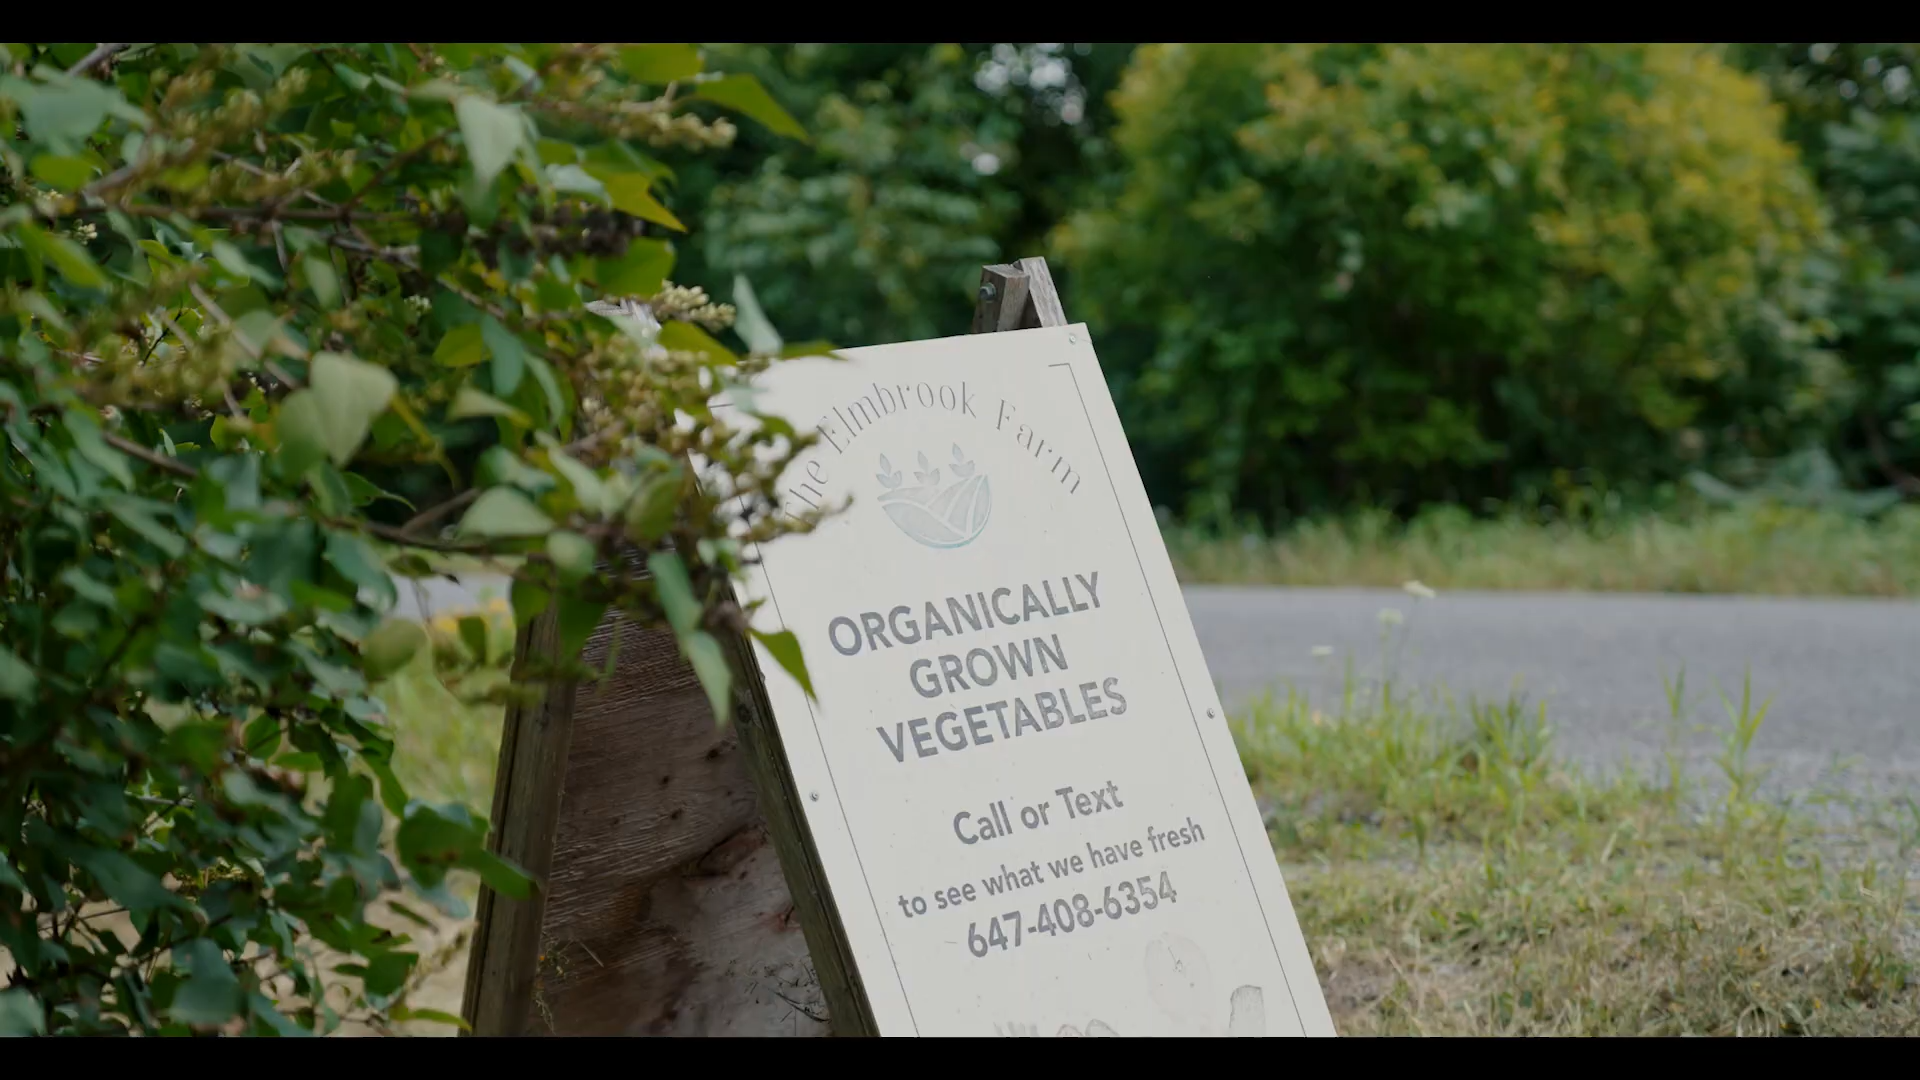 The Elmbrook Farm
ORGANICALLY
GROWN
VEGETABLES
Call or Text
to see what we have fresh
647-408-6354